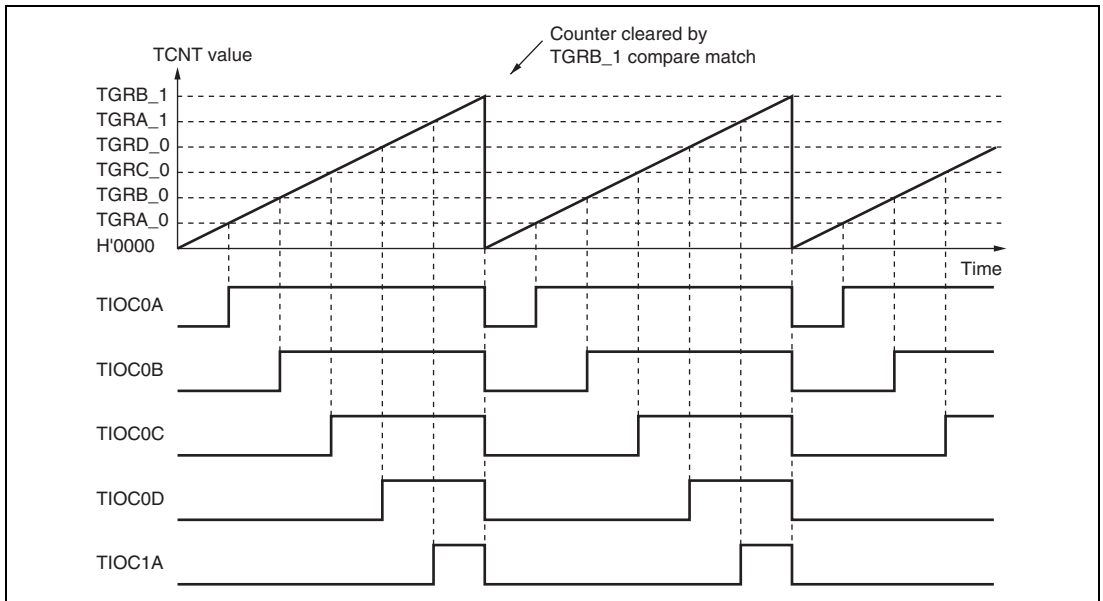 Counter cleared by
TGRB_1 compare match
TCNT value
TGRB_1
TGRA_1
TGRD_0
TGRC_0
TGRB_0
TGRA_0
H'0000
Time
TIOC0A
TIOC0B
TIOC0C
TIOC0D
TIOC1A